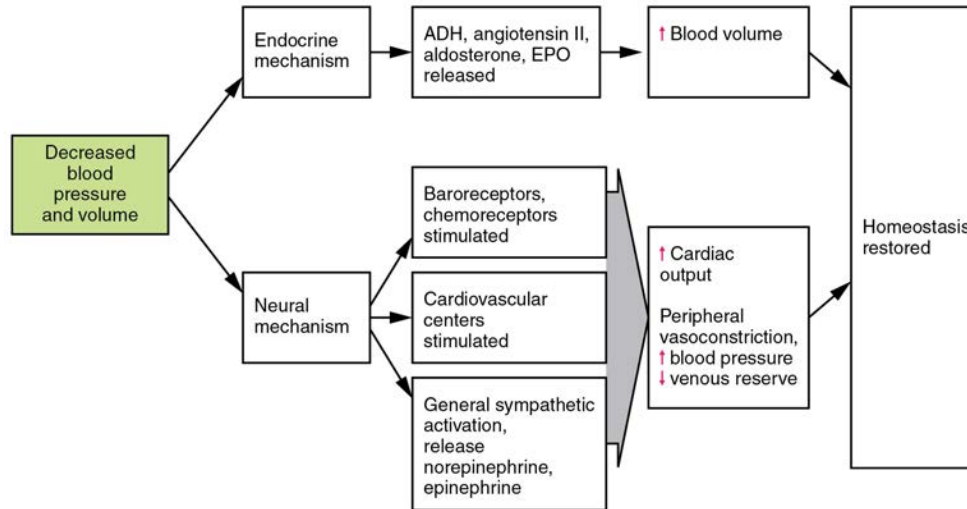 Decreased
blood
pressure
and volume
Endocrine
mechanism
ADH, angiotensin II,
aldosterone, EPO
released
↑ Blood volume
Neural
mechanism
Baroreceptors,
chemoreceptors
stimulated
Cardiovascular
centers
stimulated
General sympathetic
activation,
release
norepinephrine,
epinephrine
↑ Cardiac
output
Peripheral
vasoconstriction,
↑ blood pressure
↓ venous reserve
Homeostasis
restored